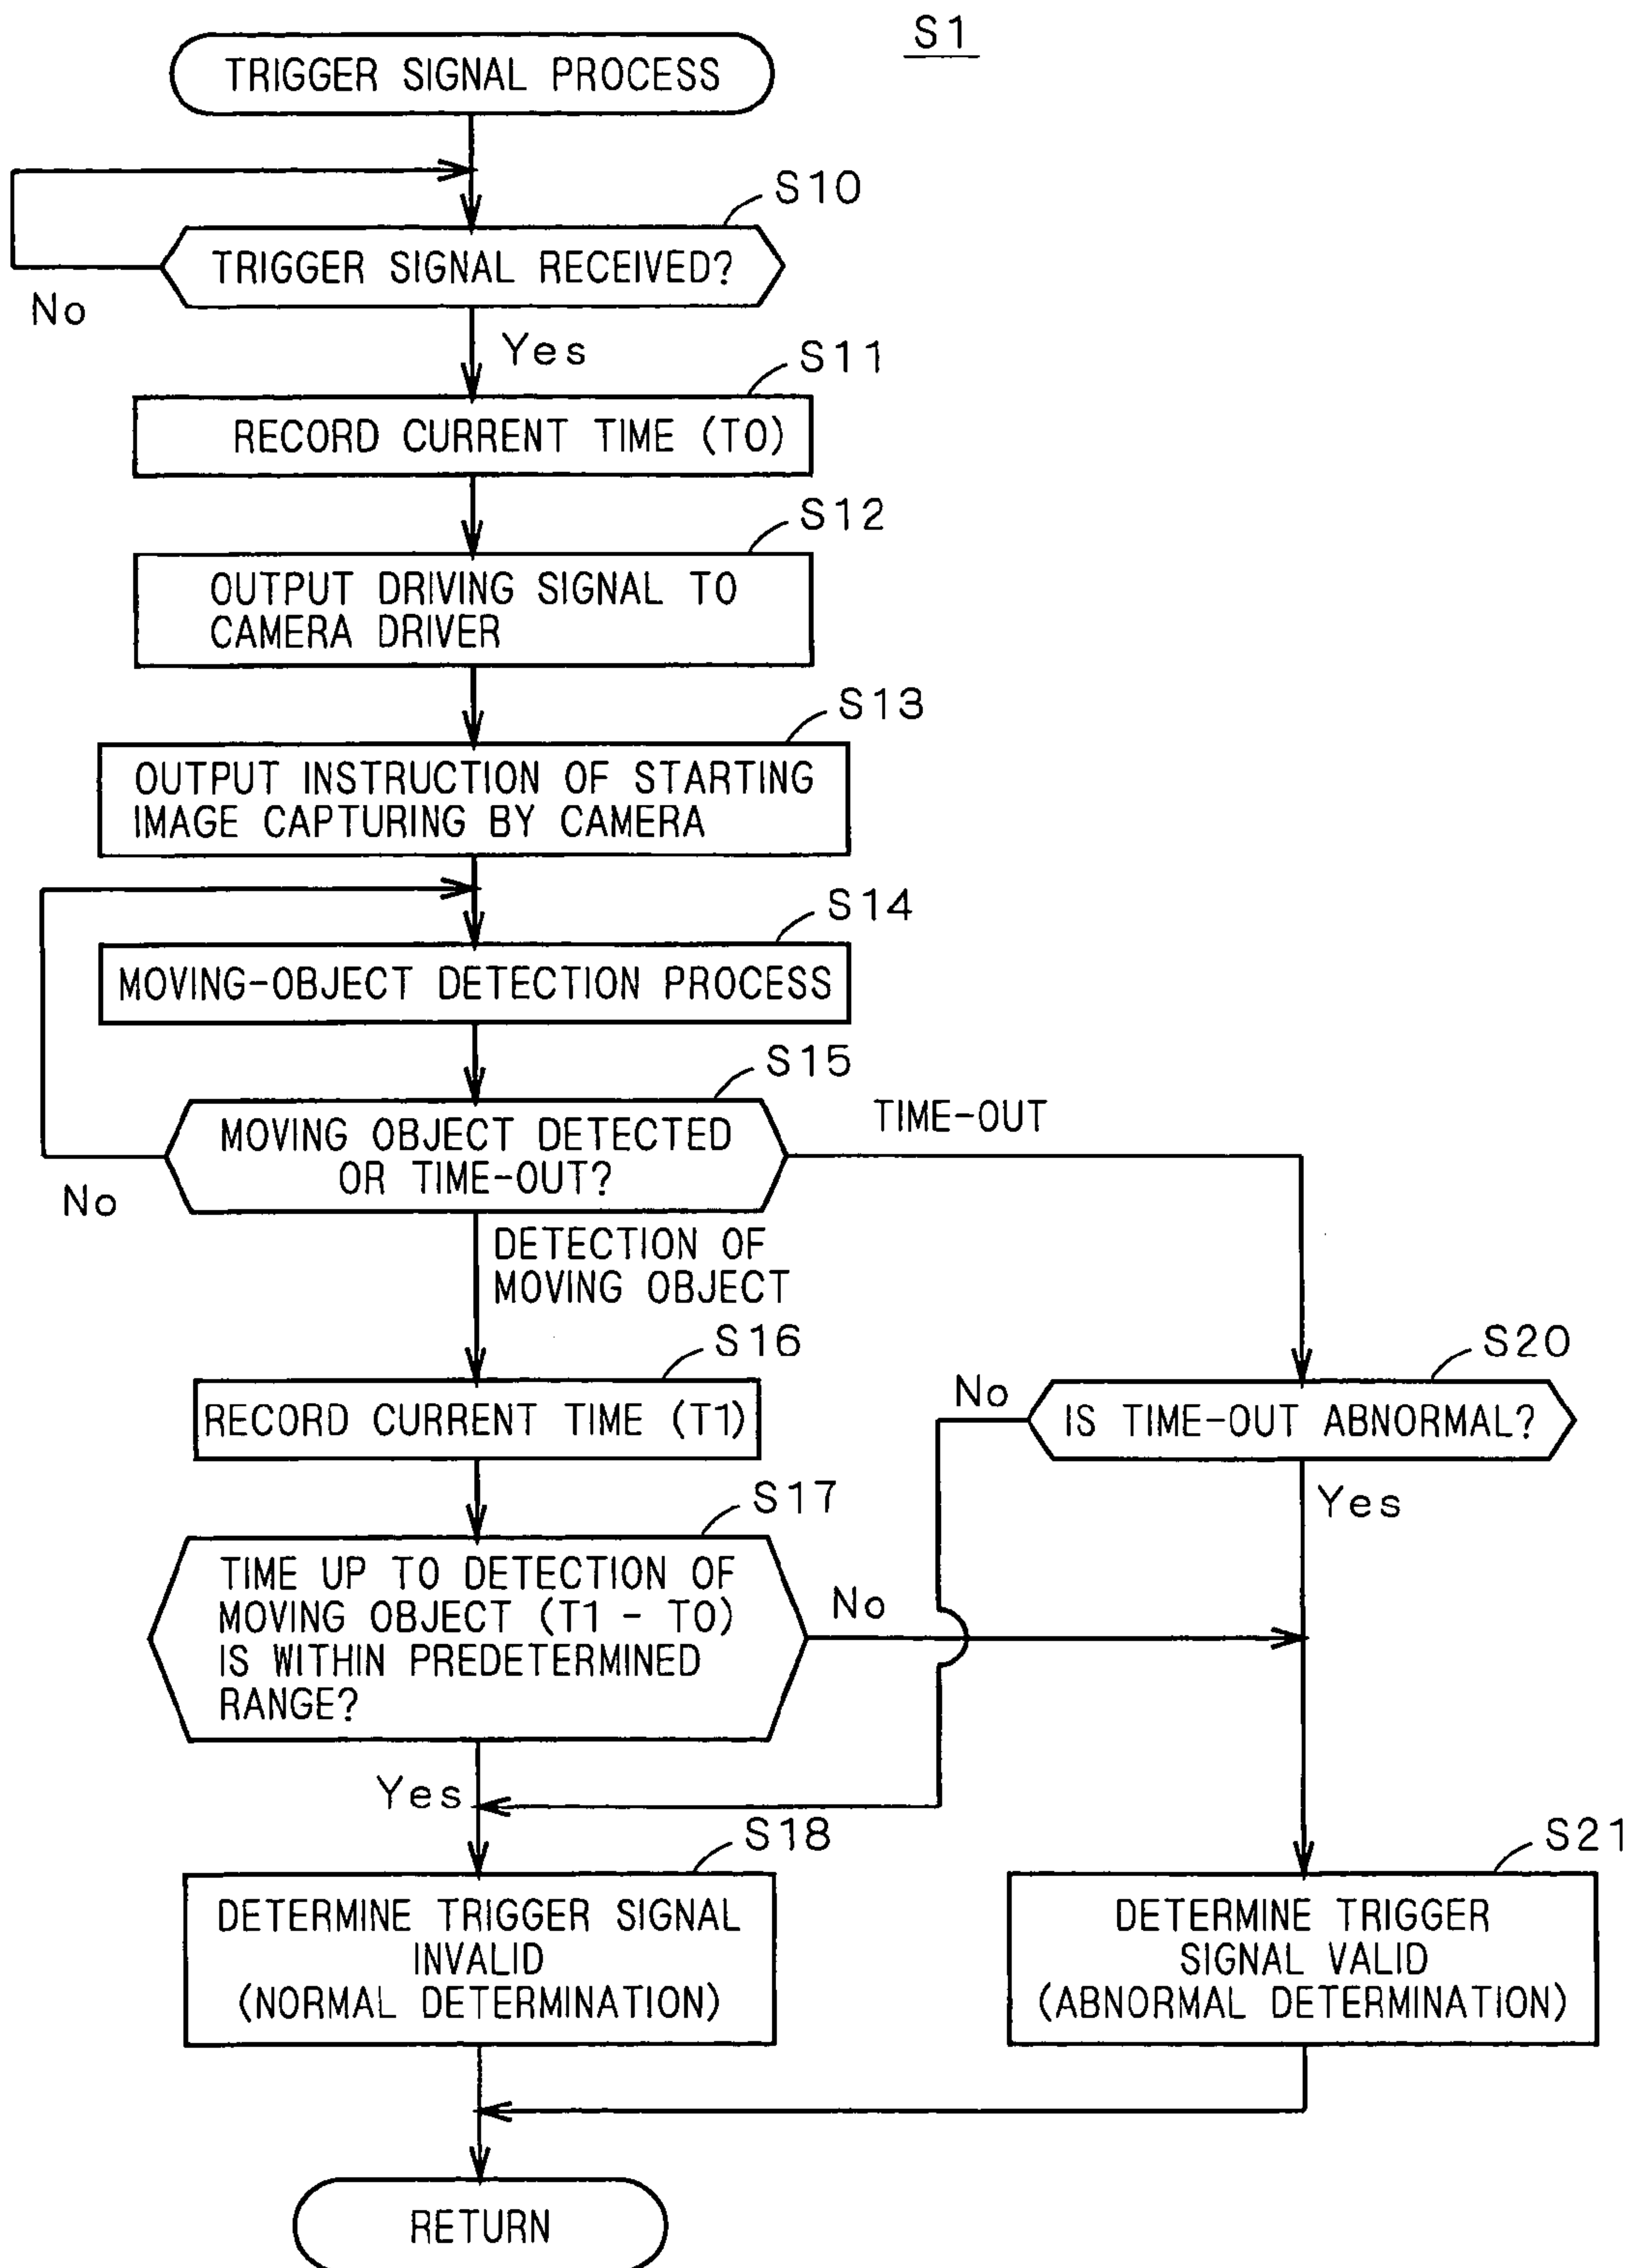 S1
TRIGGER SIGNAL PROCESS
S10
TRIGGER SIGNAL RECEIVED?
No
Yes
S11
RECORD CURRENT TIME (T0)
S12
OUTPUT DRIVING SIGNAL TO
CAMERA DRIVER
S13
OUTPUT INSTRUCTION OF STARTING
IMAGE CAPTURING BY CAMERA
S14
MOVING-OBJECT DETECTION PROCESS
S15
MOVING OBJECT DETECTED
OR TIME-OUT?
TIME-OUT
No
DETECTION OF
MOVING OBJECT
S16
RECORD CURRENT TIME (T1)
S20
No
IS TIME-OUT ABNORMAL?
Yes
S17
TIME UP TO DETECTION OF
MOVING OBJECT (T1 - T0)
IS WITHIN PREDETERMINED
RANGE?
No
Yes
S18
DETERMINE TRIGGER SIGNAL
INVALID
(NORMAL DETERMINATION)
S21
DETERMINE TRIGGER
SIGNAL VALID
(ABNORMAL DETERMINATION)
RETURN